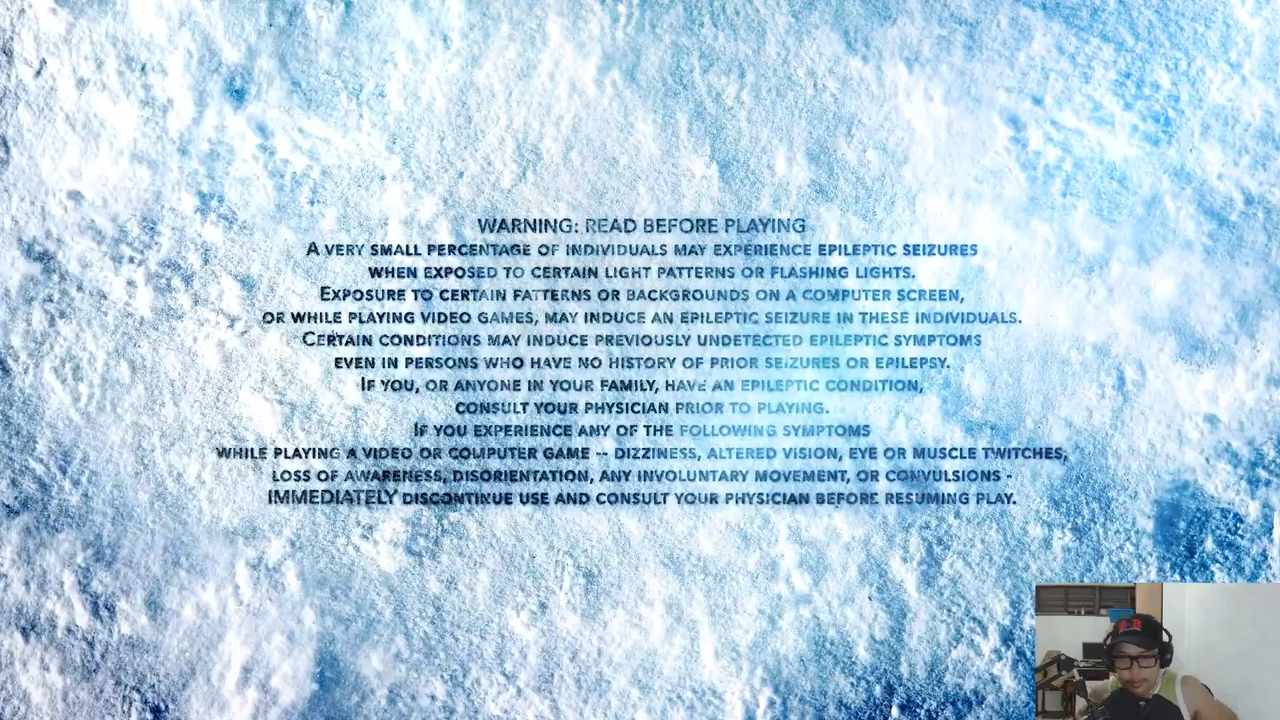 WARNING: READ BEFORE PLAYING
A VERY SMALL PERCENTAGE OF INDIVIDUALS MAY EXPERIENCE EPILEPTIC SEIZURES
WHEN EXPOSED TO CERTAIN LIGHT PATTERNS OR FLASHING LIGHTS.
EXPOSURE TO CERTAIN PATTERNS OR BACKGROUNDS ON A COMPUTER SCREEN,
OR WHILE PLAYING VIDEO GAMES, MAY INDUCE AN EPILEPTIC SEIZURE IN THESE INDIVIDUALS.
CERTAIN CONDITIONS MAY INDUCE PREVIOUSLY UNDETECTED EPILEPTIC SYMPTOMS
EVEN IN PERSONS WHO HAVE NO HISTORY OF PRIOR SEIZURES OR EPILEPSY.
IF YOU, OR ANYONE IN YOUR FAMILY, HAVE AN EPILEPTIC CONDITION,
CONSULT YOUR PHYSICIAN PRIOR TO PLAYING.
IF YOU EXPERIENCE ANY OF THE FOLLOWING SYMPTOMS
WHILE PLAYING A VIDEO OR COMPUTER GAME -- DIZZINESS, ALTERED VISION, EYE OR MUSCLE TWITCHES,
LOSS OF AWARENESS, DISORIENTATION, ANY INVOLUNTARY MOVEMENT, OR CONVULSIONS -
IMMEDIATELY DISCONTINUE USE AND CONSULT YOUR PHYSICIAN BEFORE RESUMING PLAY.